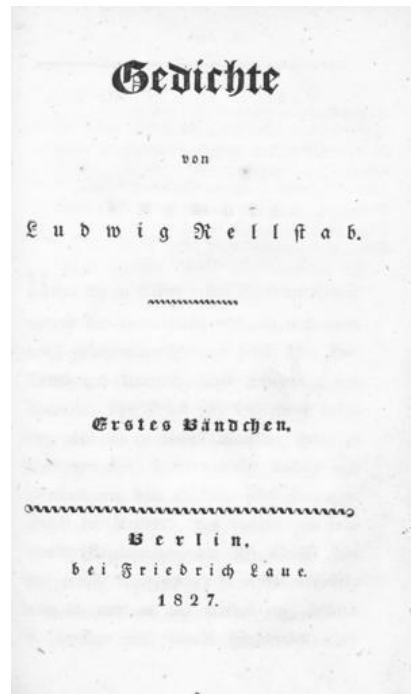 Gedichte
von
Ludwig Rellſtab.
Erstes Bändchen.
Berlin.
bei Friedrich Laue.
1827.